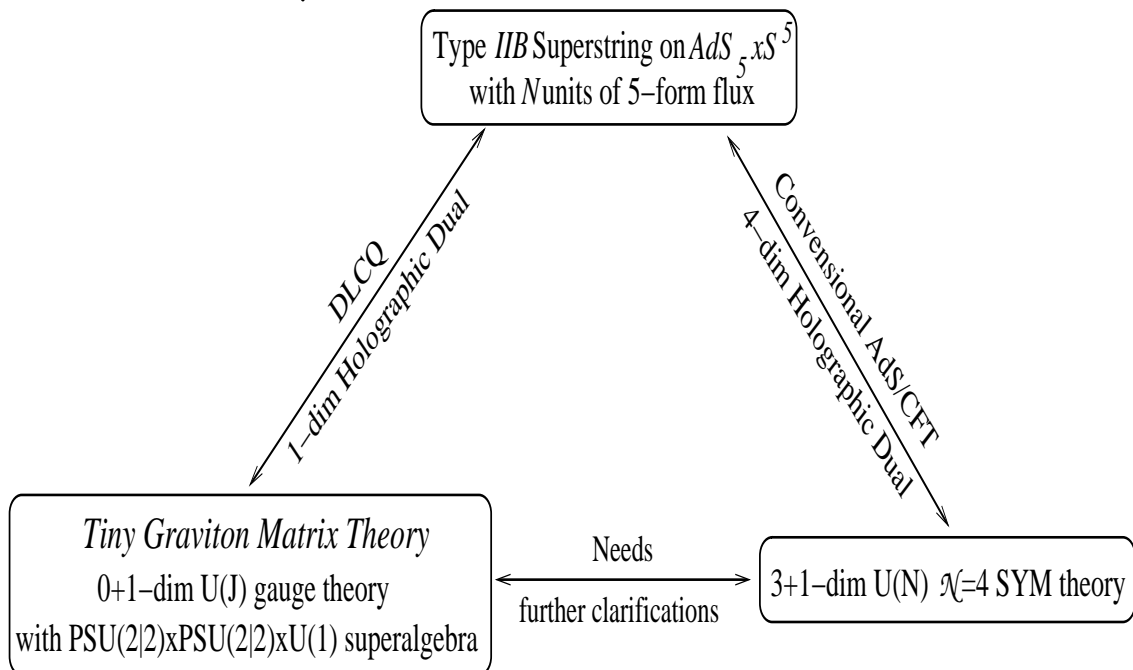 Type IIB Superstring on AdS₅xS⁵
with N units of 5–form flux
DLCQ
1–dim Holographic Dual
Convensional AdS/CFT
4–dim Holographic Dual
Tiny Graviton Matrix Theory
0+1–dim U(J) gauge theory
with PSU(2|2)xPSU(2|2)xU(1) superalgebra
Needs
further clarifications
3+1–dim U(N) 𝒩=4 SYM theory